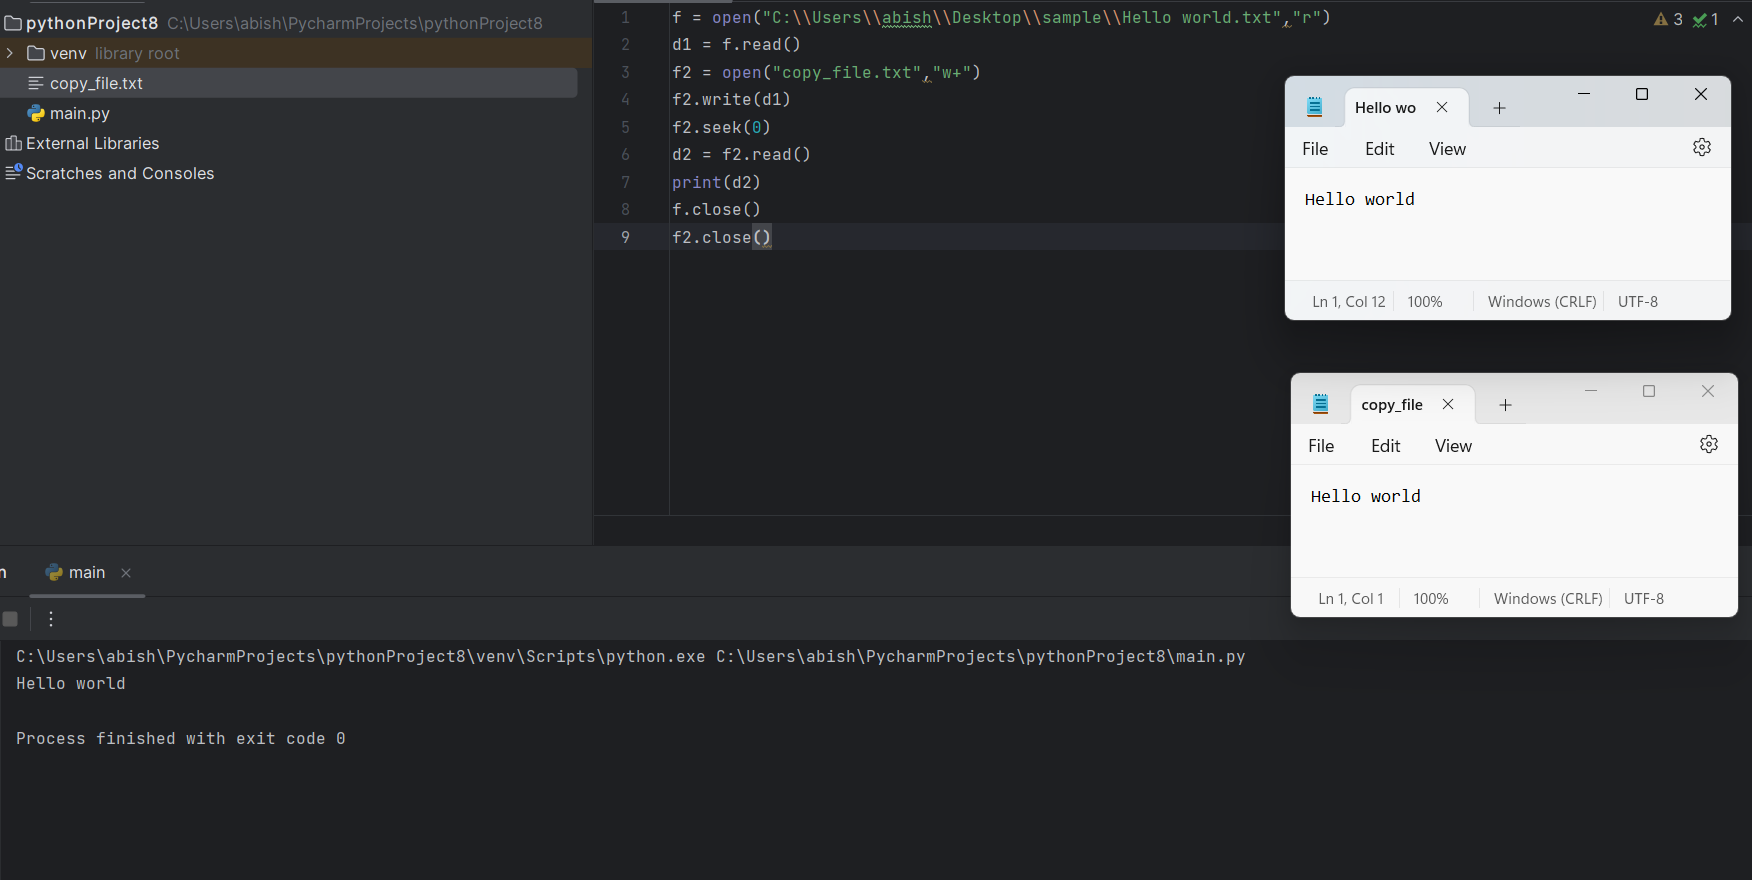 pythonProject8 C:\Users\abish\PycharmProjects\pythonProject8
venv library root
copy_file.txt
main.py
External Libraries
Scratches and Consoles
1 f = open("C:\\Users\\abish\\Desktop\\sample\\Hello world.txt","r")
2 d1 = f.read()
3 f2 = open("copy_file.txt","w+")
4 f2.write(d1)
5 f2.seek(0)
6 d2 = f2.read()
7 print(d2)
8 f.close()
9 f2.close()
3 1
Hello wo
File Edit View
Hello world
Ln 1, Col 12 100% Windows (CRLF) UTF-8
copy_file
File Edit View
Hello world
Ln 1, Col 1 100% Windows (CRLF) UTF-8
main
C:\Users\abish\PycharmProjects\pythonProject8\venv\Scripts\python.exe C:\Users\abish\PycharmProjects\pythonProject8\main.py
Hello world
Process finished with exit code 0